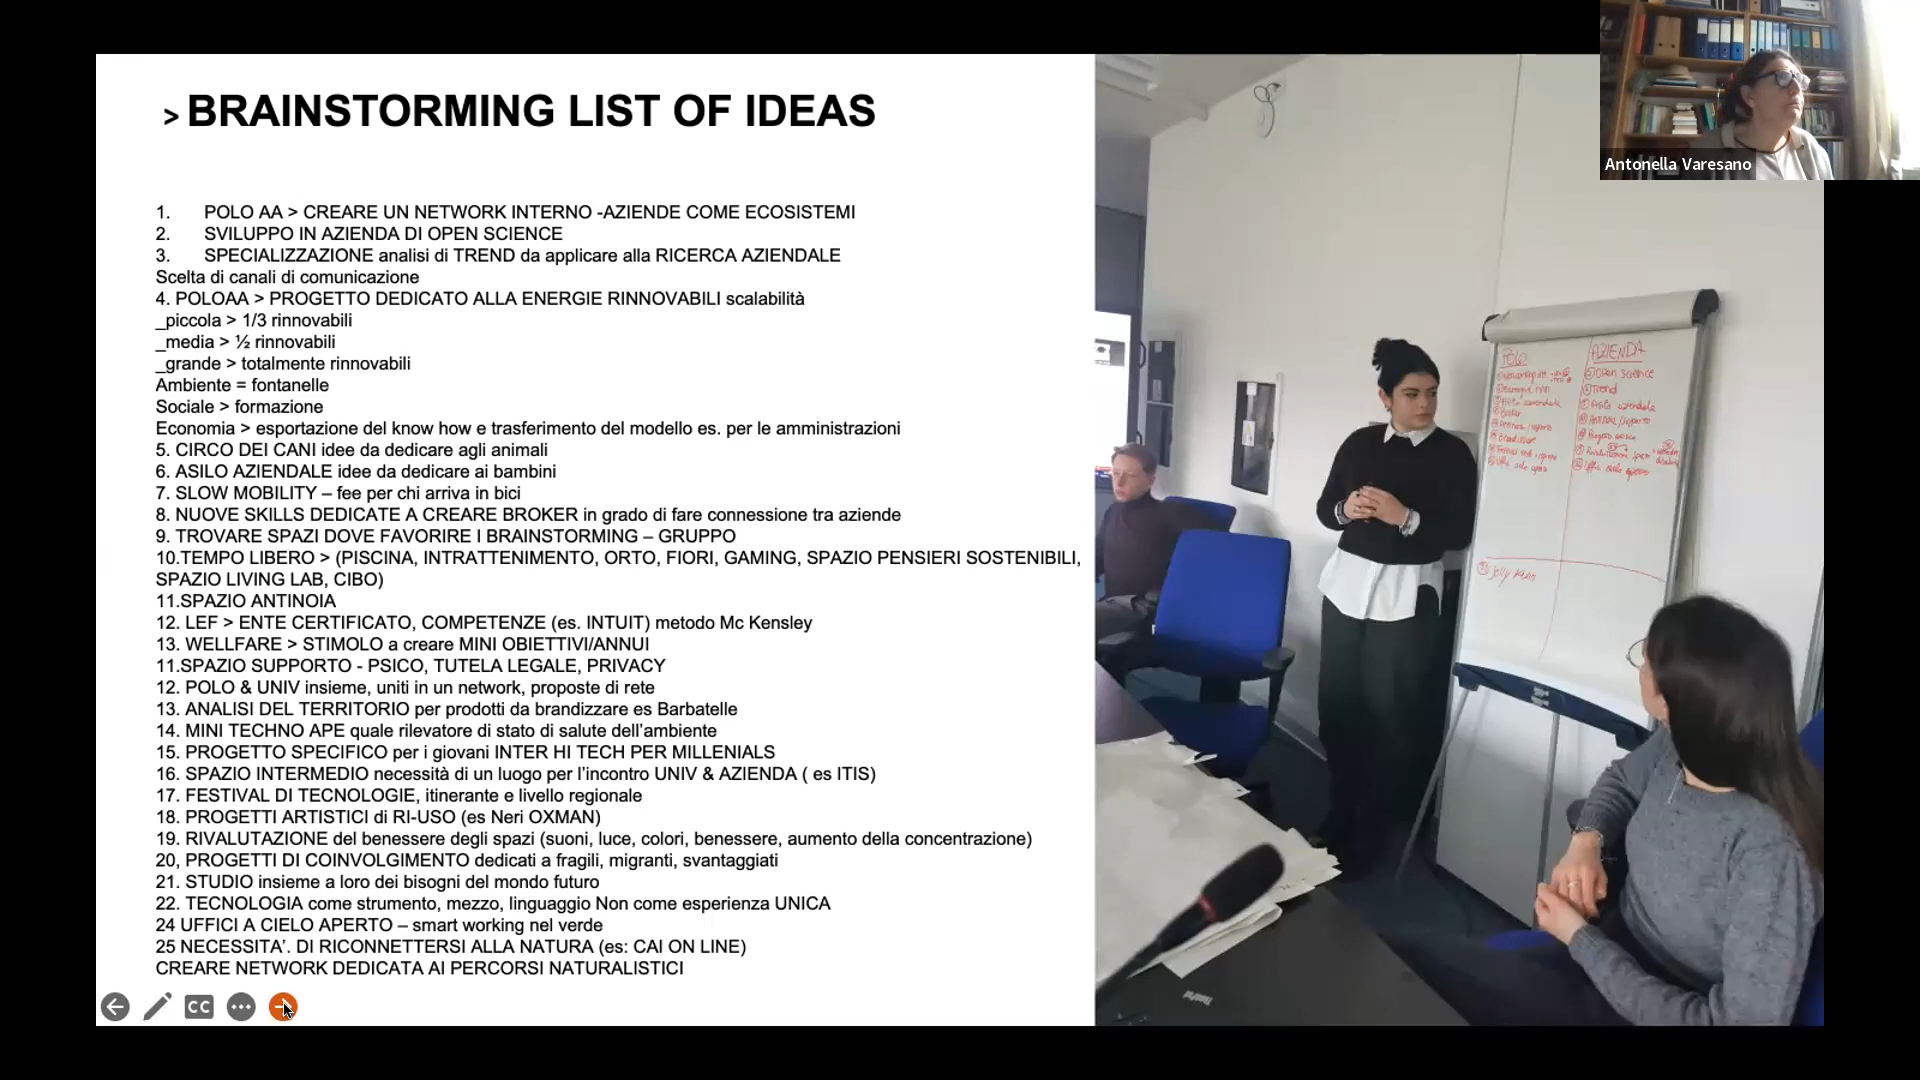 > BRAINSTORMING LIST OF IDEAS
1. POLO AA > CREARE UN NETWORK INTERNO -AZIENDE COME ECOSISTEMI
2. SVILUPPO IN AZIENDA DI OPEN SCIENCE
3. SPECIALIZZAZIONE analisi di TREND da applicare alla RICERCA AZIENDALE
Scelta di canali di comunicazione
4. POLOAA > PROGETTO DEDICATO ALLA ENERGIE RINNOVABILI scalabilità
_piccola > 1/3 rinnovabili
_media > ½ rinnovabili
_grande > totalmente rinnovabili
Ambiente = fontanelle
Sociale > formazione
Economia > esportazione del know how e trasferimento del modello es. per le amministrazioni
5. CIRCO DEI CANI idee da dedicare agli animali
6. ASILO AZIENDALE idee da dedicare ai bambini
7. SLOW MOBILITY – fee per chi arriva in bici
8. NUOVE SKILLS DEDICATE A CREARE BROKER in grado di fare connessione tra aziende
9. TROVARE SPAZI DOVE FAVORIRE I BRAINSTORMING – GRUPPO
10.TEMPO LIBERO > (PISCINA, INTRATTENIMENTO, ORTO, FIORI, GAMING, SPAZIO PENSIERI SOSTENIBILI,
SPAZIO LIVING LAB, CIBO)
11.SPAZIO ANTINOIA
12. LEF > ENTE CERTIFICATO, COMPETENZE (es. INTUIT) metodo Mc Kensley
13. WELLFARE > STIMOLO a creare MINI OBIETTIVI/ANNUI
11.SPAZIO SUPPORTO - PSICO, TUTELA LEGALE, PRIVACY
12. POLO & UNIV insieme, uniti in un network, proposte di rete
13. ANALISI DEL TERRITORIO per prodotti da brandizzare es Barbatelle
14. MINI TECHNO APE quale rilevatore di stato di salute dell'ambiente
15. PROGETTO SPECIFICO per i giovani INTER HI TECH PER MILLENIALS
16. SPAZIO INTERMEDIO necessità di un luogo per l'incontro UNIV & AZIENDA ( es ITIS)
17. FESTIVAL DI TECNOLOGIE, itinerante e livello regionale
18. PROGETTI ARTISTICI di RI-USO (es Neri OXMAN)
19. RIVALUTAZIONE del benessere degli spazi (suoni, luce, colori, benessere, aumento della concentrazione)
20, PROGETTI DI COINVOLGIMENTO dedicati a fragili, migranti, svantaggiati
21. STUDIO insieme a loro dei bisogni del mondo futuro
22. TECNOLOGIA come strumento, mezzo, linguaggio Non come esperienza UNICA
24 UFFICI A CIELO APERTO – smart working nel verde
25 NECESSITA'. DI RICONNETTERSI ALLA NATURA (es: CAI ON LINE)
CREARE NETWORK DEDICATA AI PERCORSI NATURALISTICI
CC
Antonella Varesano
POLO
AZIENDA
Open Science
Trend
Asilo aziendale